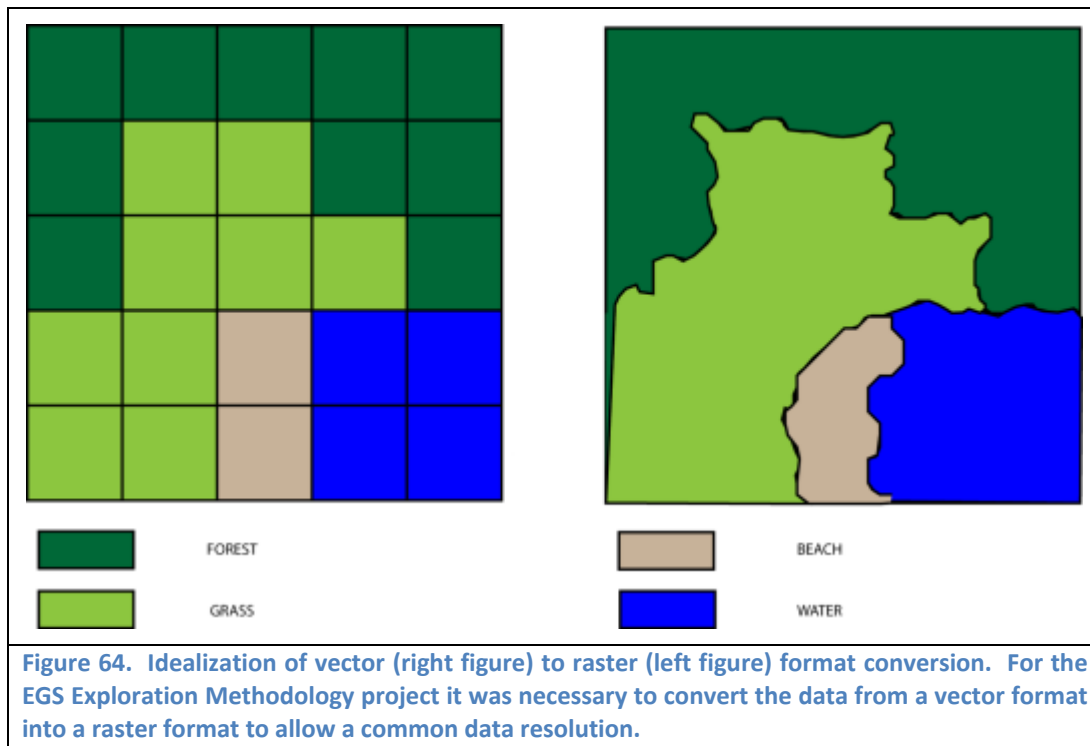 FOREST
BEACH
GRASS
WATER
Figure 64. Idealization of vector (right figure) to raster (left figure) format conversion. For the
EGS Exploration Methodology project it was necessary to convert the data from a vector format
into a raster format to allow a common data resolution.